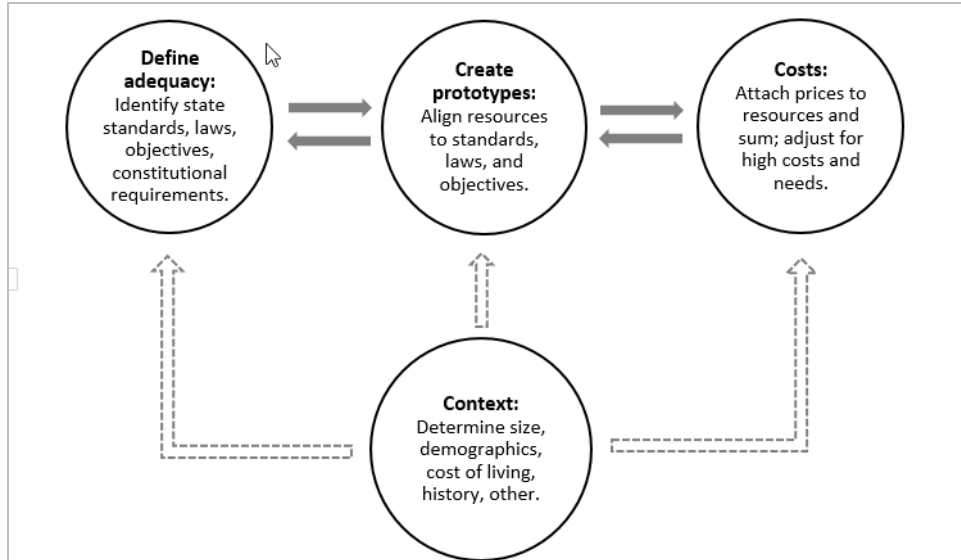 Define
adequacy:
Identify state
standards, laws,
objectives,
constitutional
requirements.
Create
prototypes:
Align resources
to standards,
laws, and
objectives.
Costs:
Attach prices to
resources and
sum; adjust for
high costs and
needs.
Context:
Determine size,
demographics,
cost of living,
history, other.